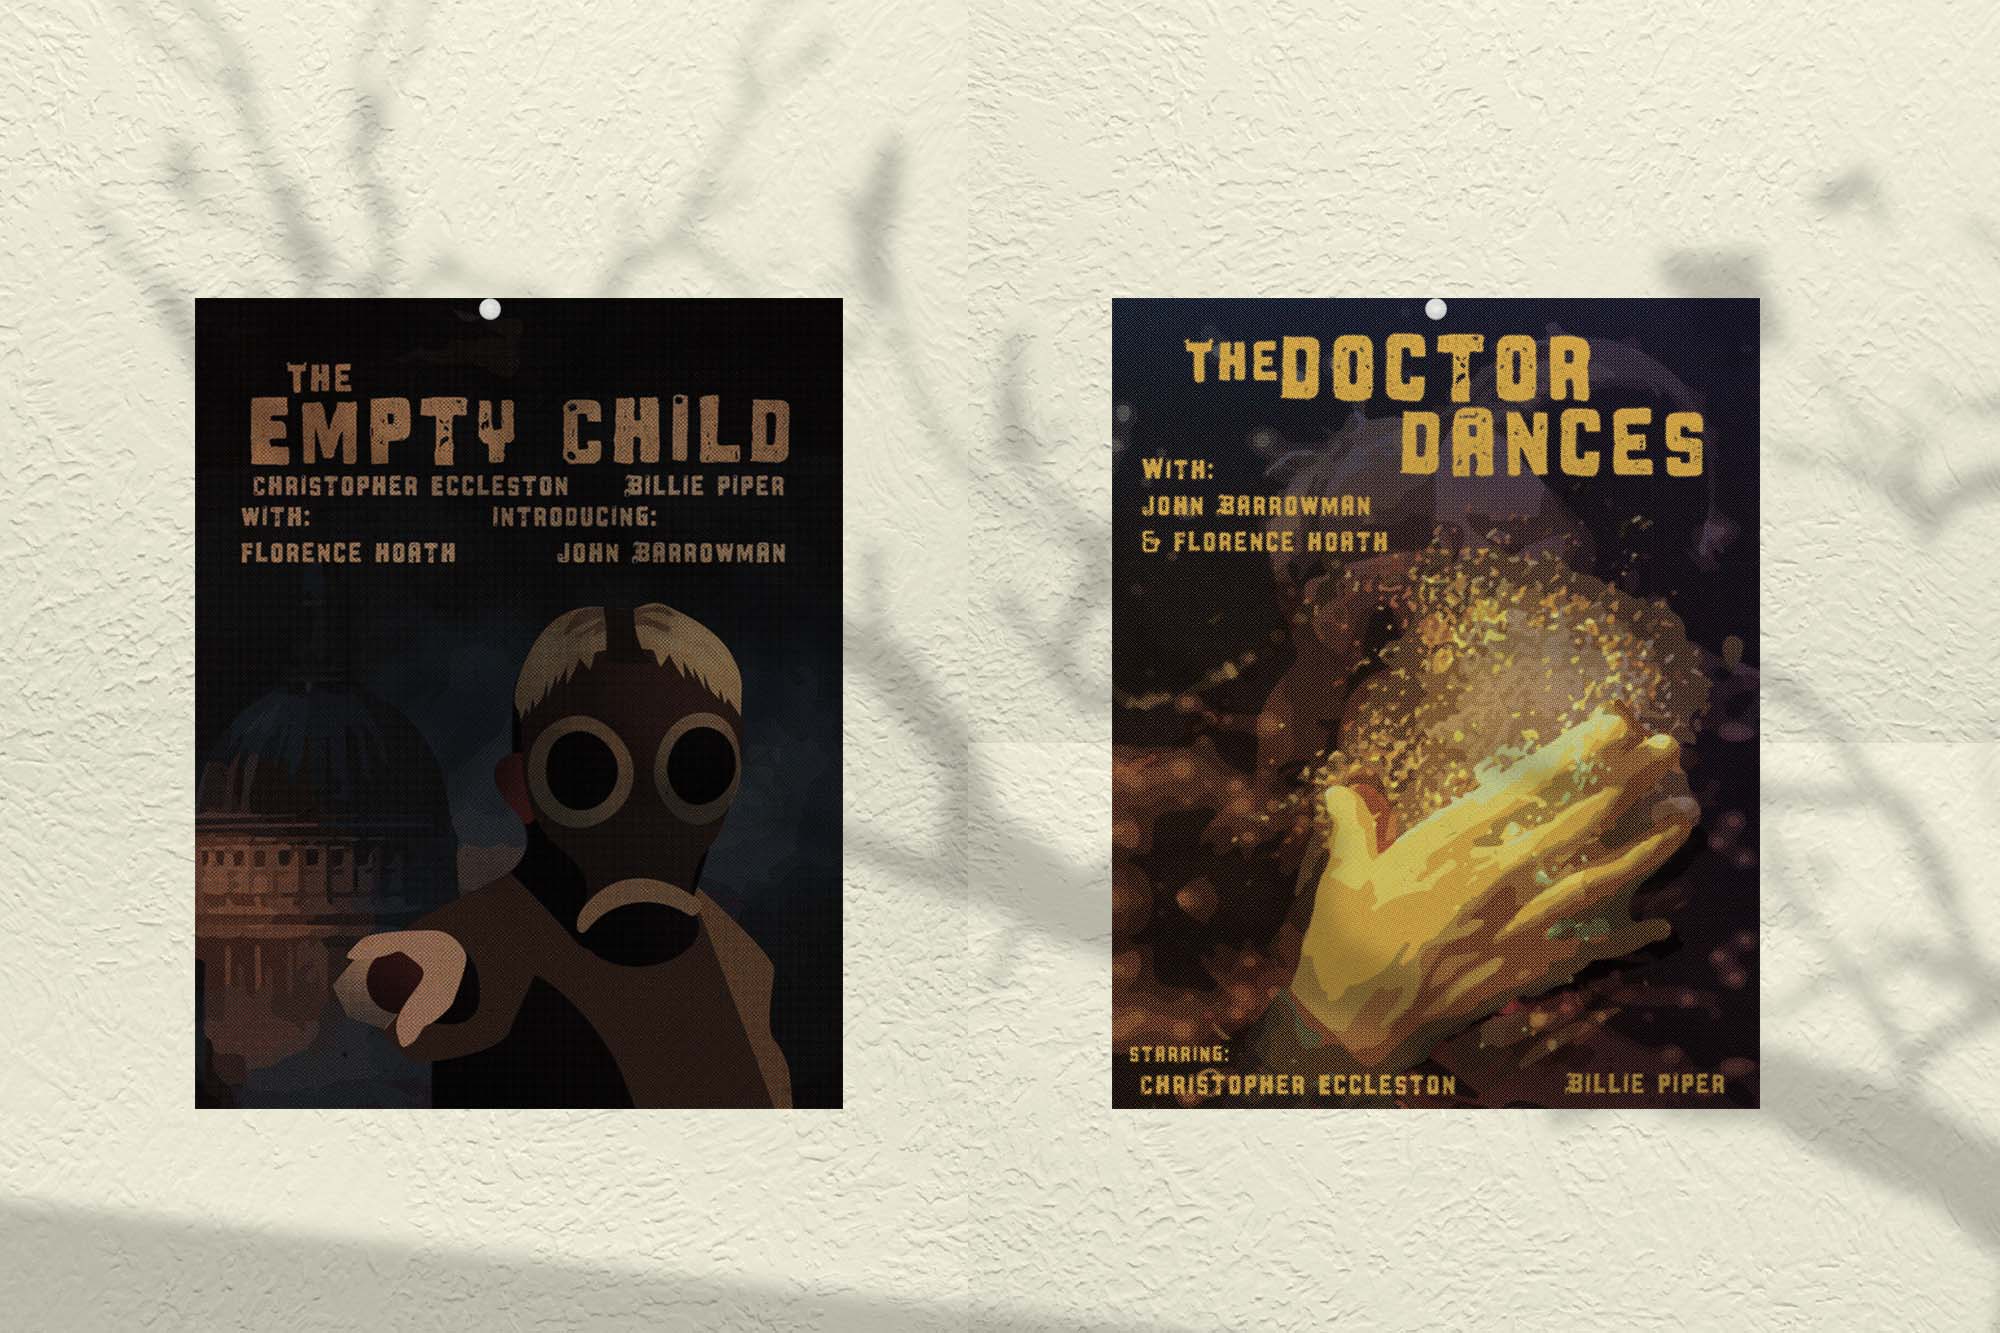 THE
EMPTY CHILD
CHRISTOPHER ECCLESTON BILLIE PIPER
WITH: INTRODUCING:
FLORENCE HOATH JOHN BARROWMAN
THE DOCTOR
DANCES
WITH:
JOHN BARROWMAN
& FLORENCE HOATH
STARRING:
CHRISTOPHER ECCLESTON BILLIE PIPER